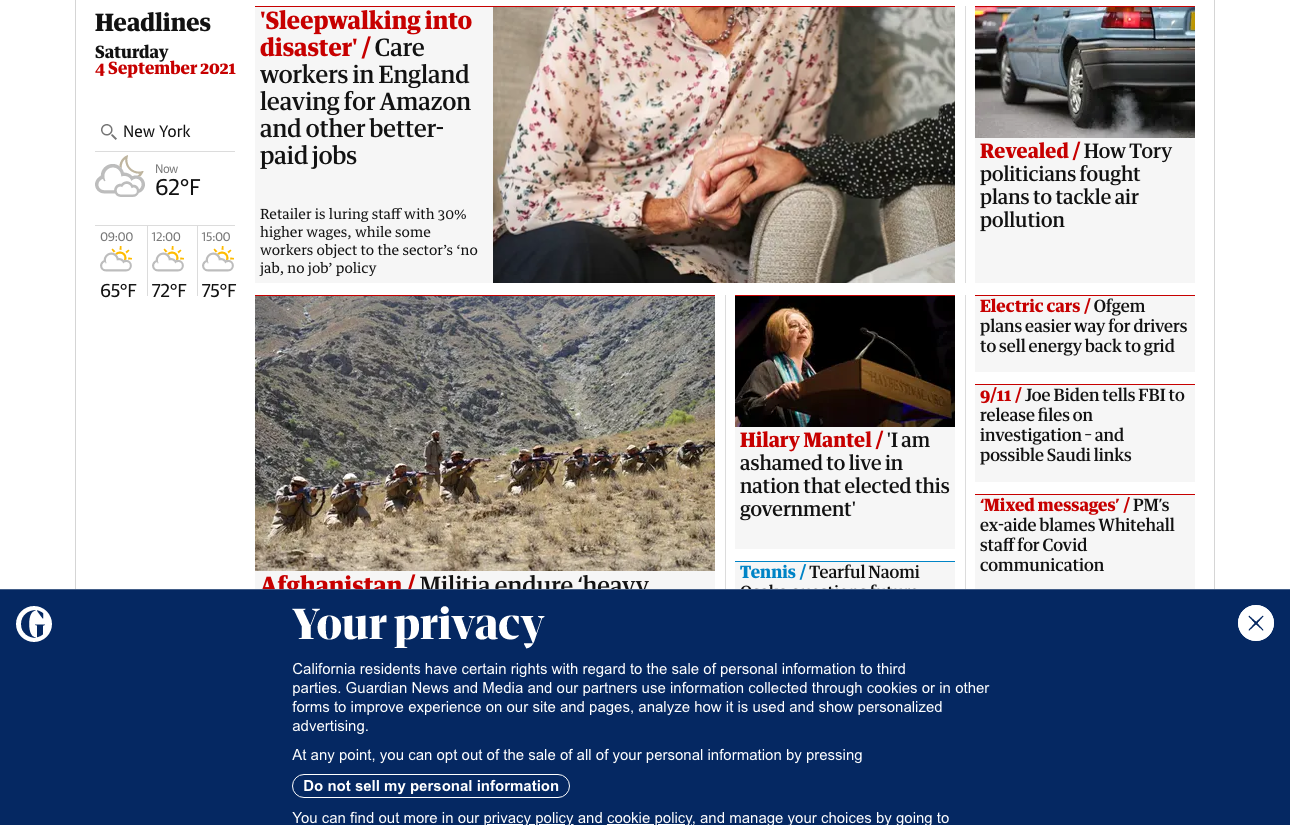 Headlines
Saturday
4 September 2021
New York
Now
62°F
09:00
12:00
15:00
65°F
72°F
75°F
'Sleepwalking into
disaster' / Care
workers in England
leaving for Amazon
and other better-
paid jobs
Retailer is luring staff with 30%
higher wages, while some
workers object to the sector's ‘no
jab, no job’ policy
Revealed / How Tory
politicians fought
plans to tackle air
pollution
Afghanistan / Militia endure ‘heavy
Hilary Mantel / 'I am
ashamed to live in
nation that elected this
government'
Tennis / Tearful Naomi
Electric cars / Ofgem
plans easier way for drivers
to sell energy back to grid
9/11 / Joe Biden tells FBI to
release files on
investigation – and
possible Saudi links
‘Mixed messages’ / PM’s
ex-aide blames Whitehall
staff for Covid
communication
G
Your privacy
California residents have certain rights with regard to the sale of personal information to third
parties. Guardian News and Media and our partners use information collected through cookies or in other
forms to improve experience on our site and pages, analyze how it is used and show personalized
advertising.
At any point, you can opt out of the sale of all of your personal information by pressing
Do not sell my personal information
You can find out more in our privacy policy and cookie policy, and manage your choices by going to